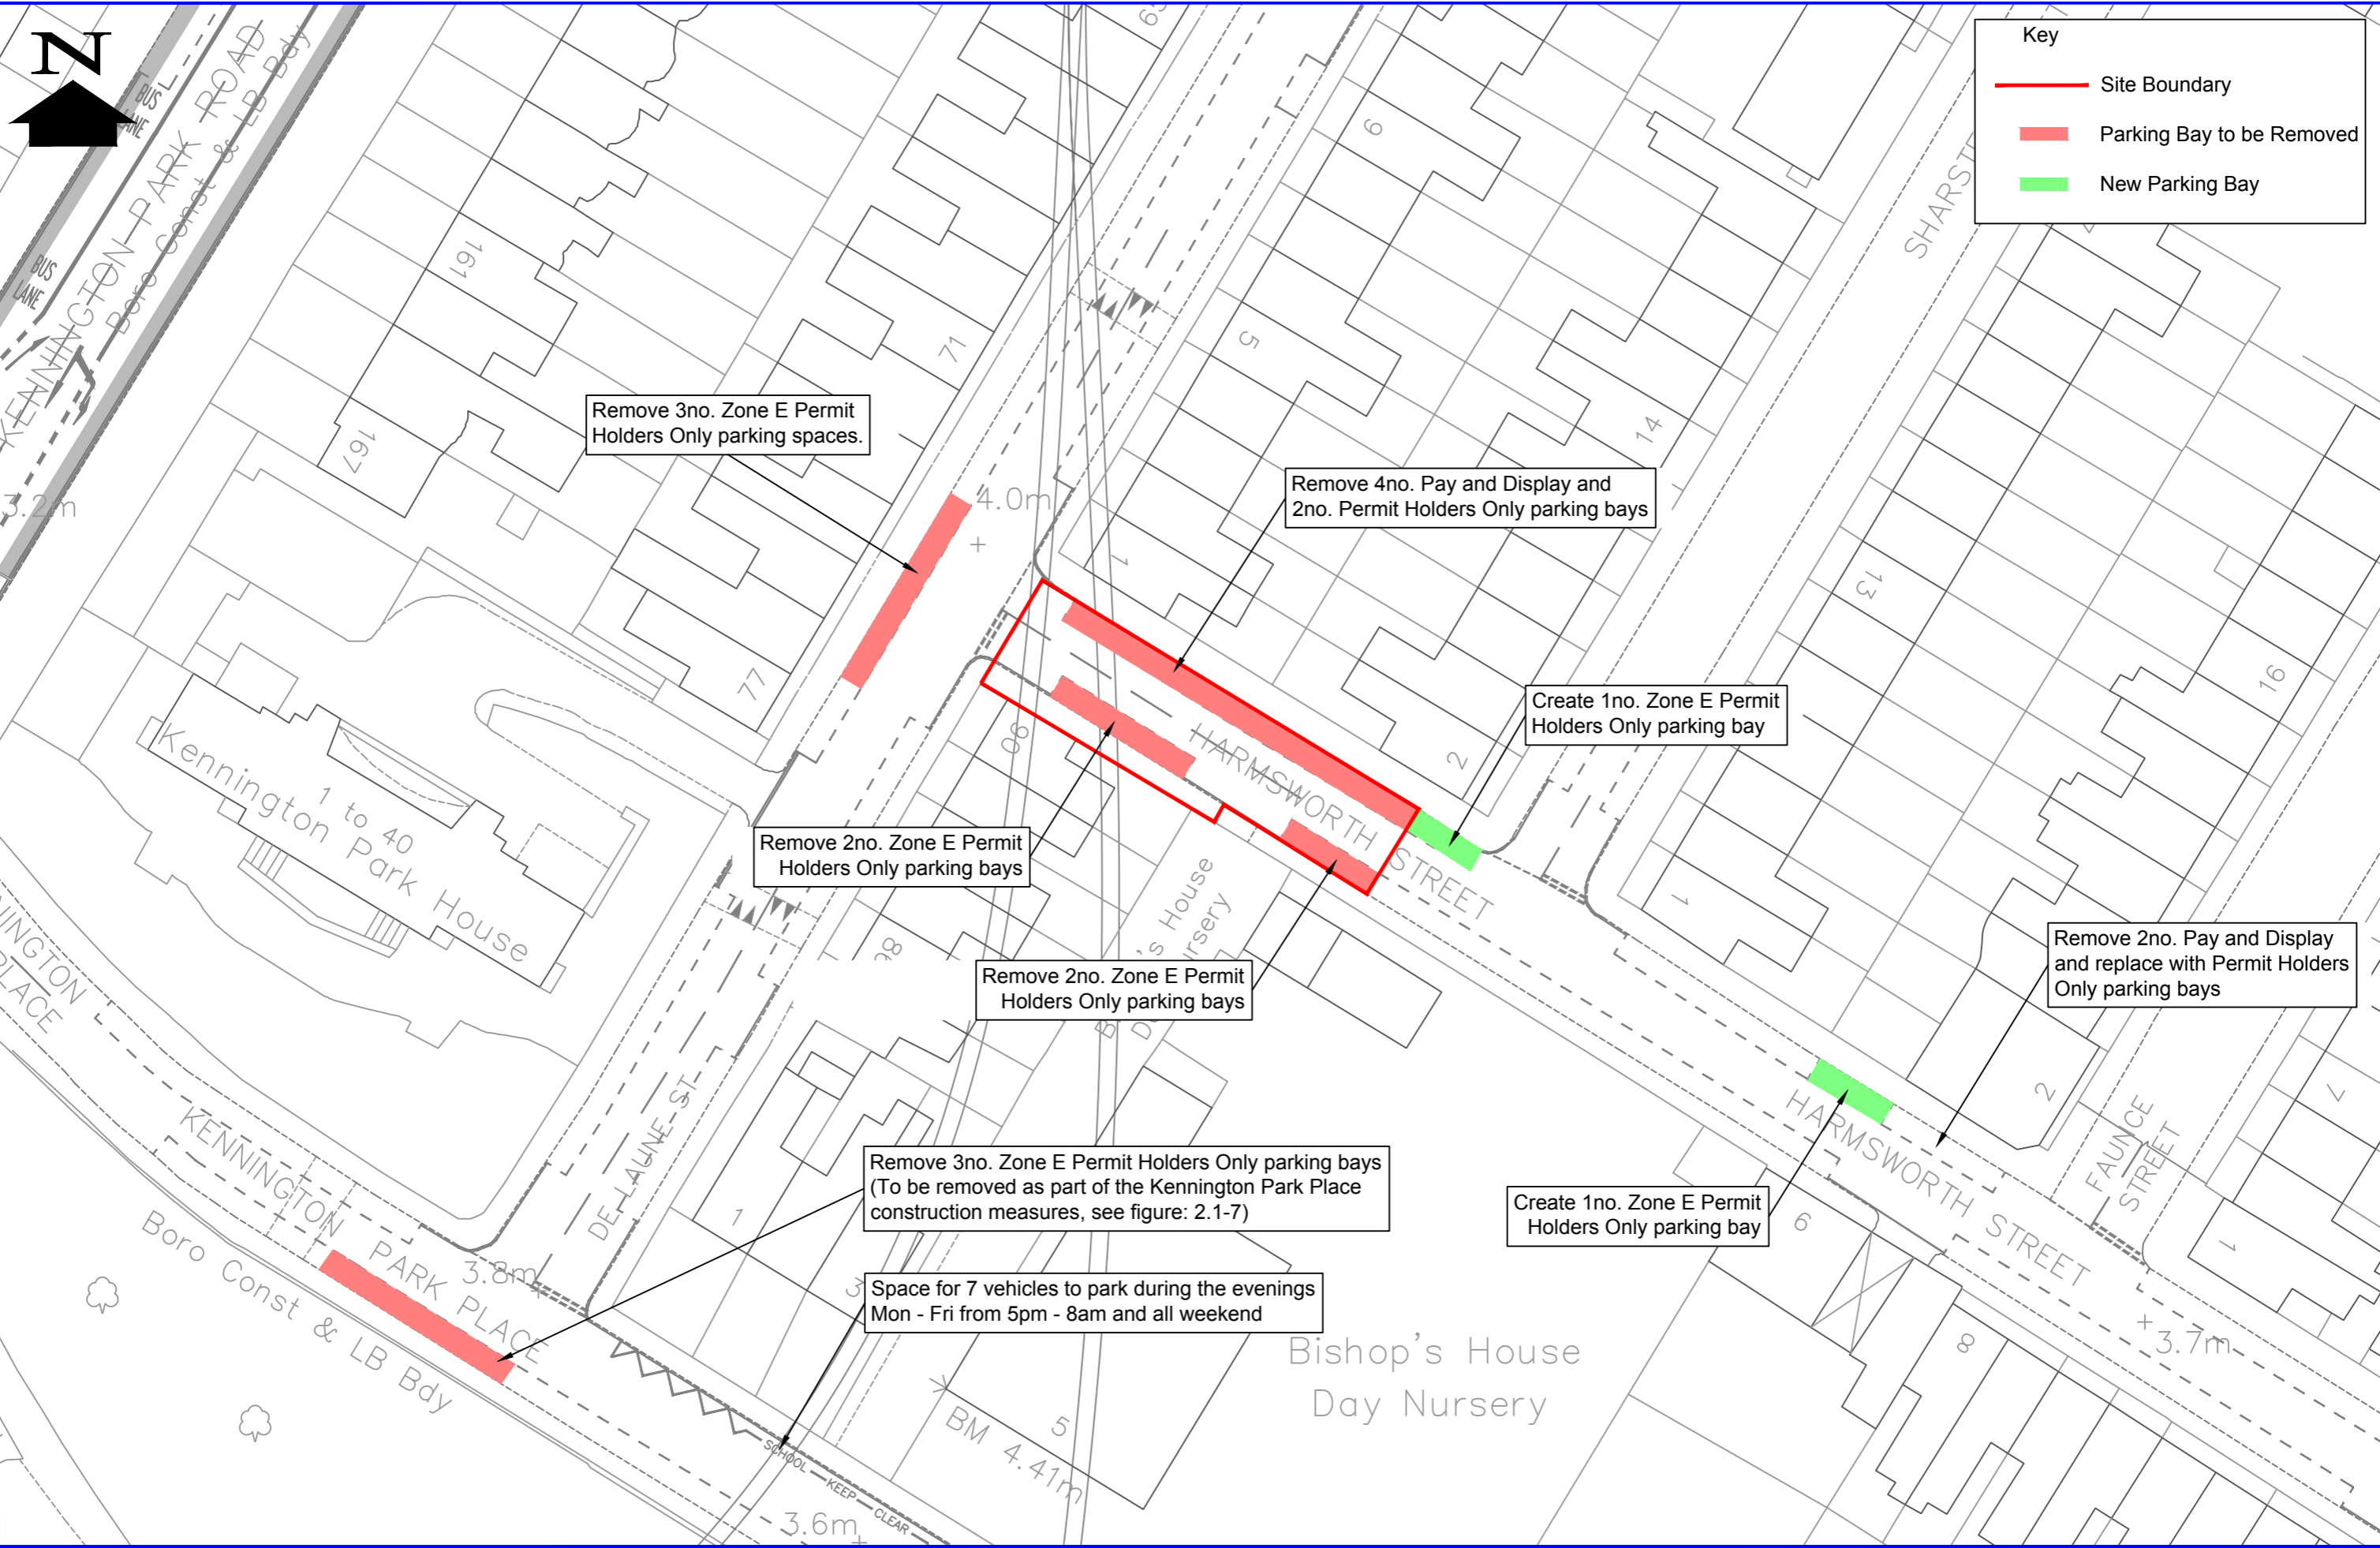 N
Key
Site Boundary
Parking Bay to be Removed
New Parking Bay
BUS
LANE
BUS
LANE
KENNINGTON PARK ROAD
Boro Const & LB Bdy
65
9
161
71
5
167
14
3.2m
Remove 3no. Zone E Permit
Holders Only parking spaces.
4.0m
Remove 4no. Pay and Display and
2no. Permit Holders Only parking bays
1
13
16
77
90
2
HARMSWORTH STREET
Create 1no. Zone E Permit
Holders Only parking bay
Kennington Park House
1 to 40
Remove 2no. Zone E Permit
Holders Only parking bays
1
98
's House
Remove 2no. Zone E Permit
Holders Only parking bays
Remove 2no. Pay and Display
and replace with Permit Holders
Only parking bays
PLACE
2
7
KENNINGTON PARK PLACE
DE-LAUNE ST
HARMSWORTH STREET
FAUNCE
STREET
Remove 3no. Zone E Permit Holders Only parking bays
(To be removed as part of the Kennington Park Place
construction measures, see figure: 2.1-7)
Create 1no. Zone E Permit
Holders Only parking bay
1
6
1
Boro Const & LB Bdy
3.8m
3
Space for 7 vehicles to park during the evenings
Mon - Fri from 5pm - 8am and all weekend
Bishop's House
Day Nursery
8
3.7m
5
BM 4.41m
SCHOOL KEEP CLEAR
3.6m